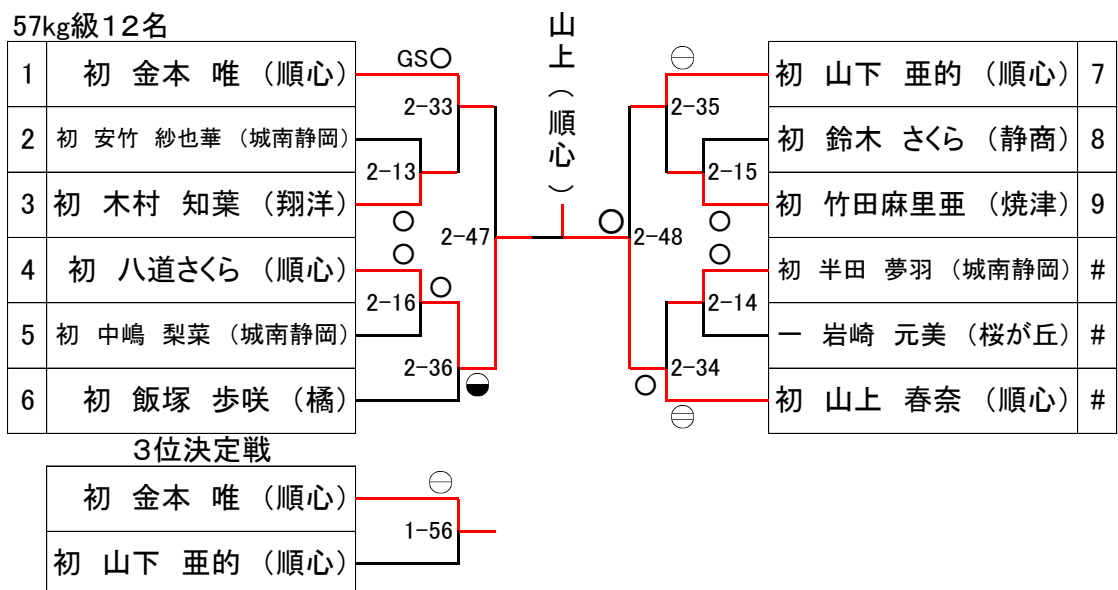 57kg級１２名
山上（順心）
1 初 金本 唯 （順心）
2 初 安竹 紗也華 （城南静岡）
3 初 木村 知葉 （翔洋）
4 初 八道さくら （順心）
5 初 中嶋 梨菜 （城南静岡）
6 初 飯塚 歩咲 （橘）
GS○
2-33
2-13
○
○
2-47
○
2-16
2-36
初 山下 亜的 （順心） 7
初 鈴木 さくら （静商） 8
初 竹田麻里亜 （焼津） 9
初 半田 夢羽 （城南静岡） #
一 岩崎 元美 （桜が丘） #
初 山上 春奈 （順心） #
2-35
2-15
○
○
○
2-48
2-14
2-34
○
３位決定戦
初 金本 唯 （順心）
初 山下 亜的 （順心）
1-56